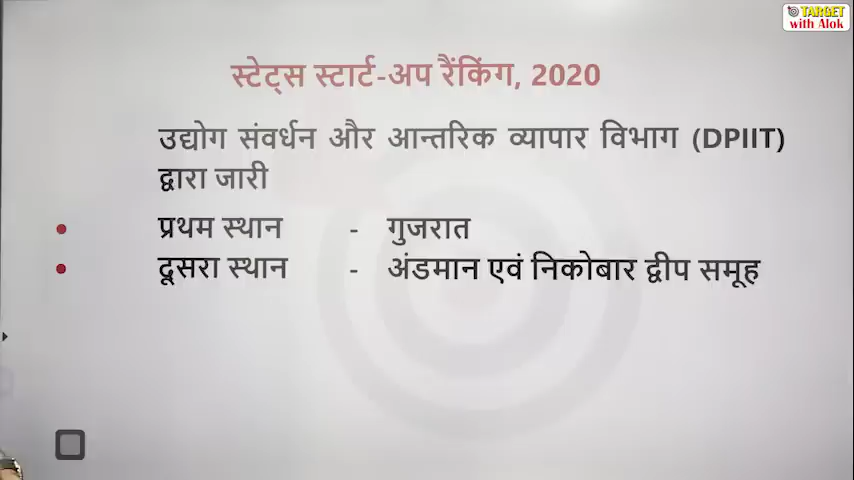 TARGET
with Alok
स्टेट्स स्टार्ट-अप रैंकिंग, 2020
उद्योग संवर्धन और आन्तरिक व्यापार विभाग (DPIIT)
द्वारा जारी
• प्रथम स्थान - गुजरात
• दूसरा स्थान - अंडमान एवं निकोबार द्वीप समूह